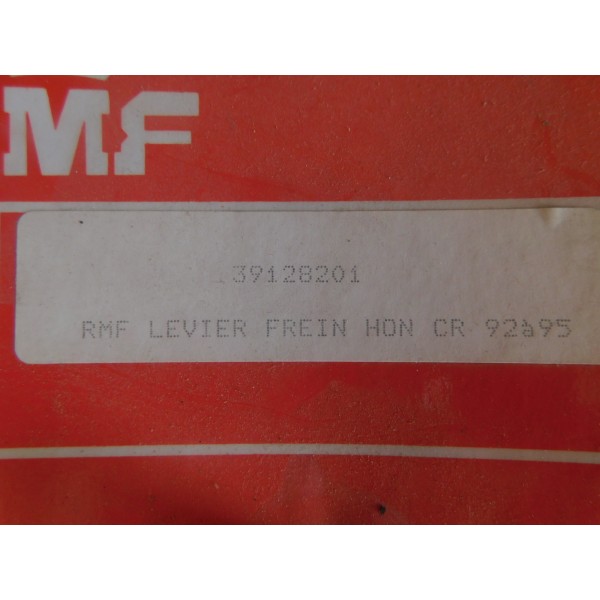 MF
39128201
RMF LEVIER FREIN HON CR 92à95